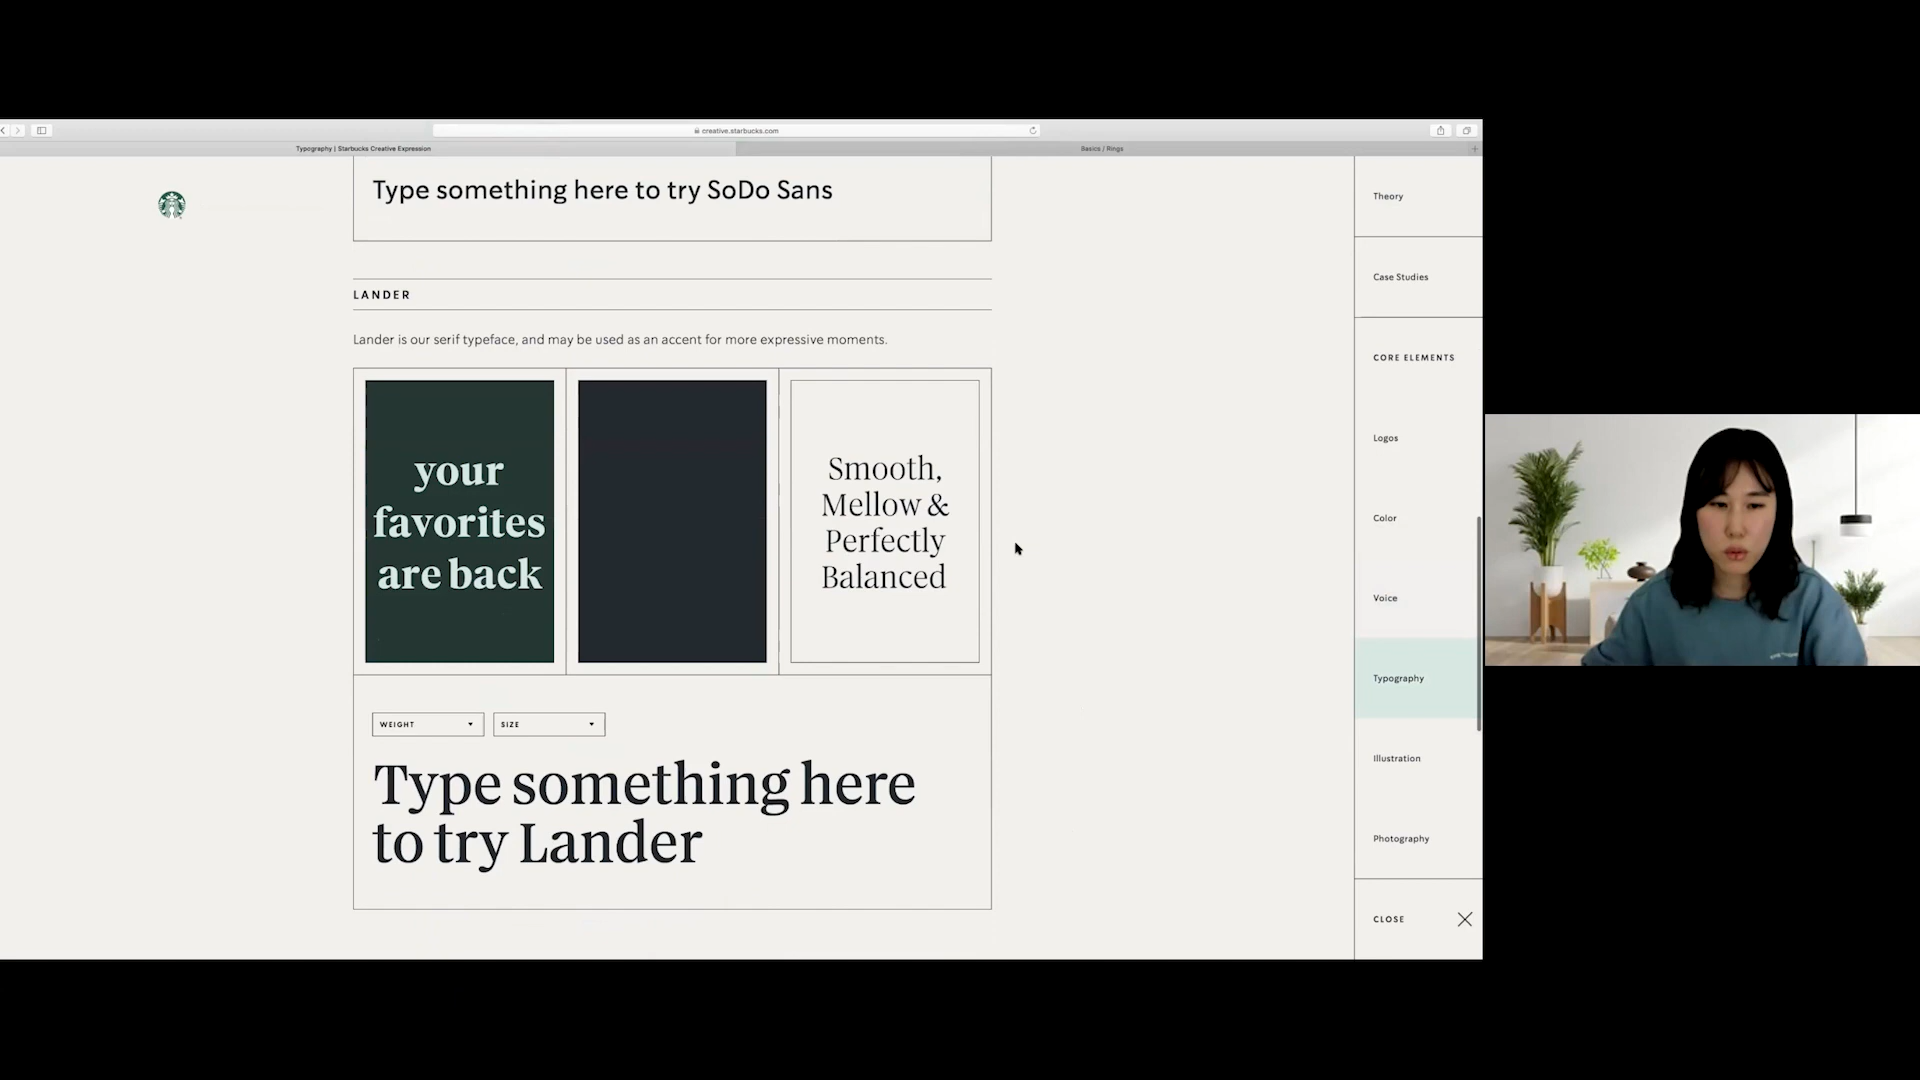 creative.starbucks.com
Typography | Starbucks Creative Expression
Basics / Rings
Type something here to try SoDo Sans
LANDER
Lander is our serif typeface, and may be used as an accent for more expressive moments.
your
favorites
are back
Smooth,
Mellow &
Perfectly
Balanced
WEIGHT
SIZE
Type something here
to try Lander
Theory
Case Studies
CORE ELEMENTS
Logos
Color
Voice
Typography
Illustration
Photography
CLOSE